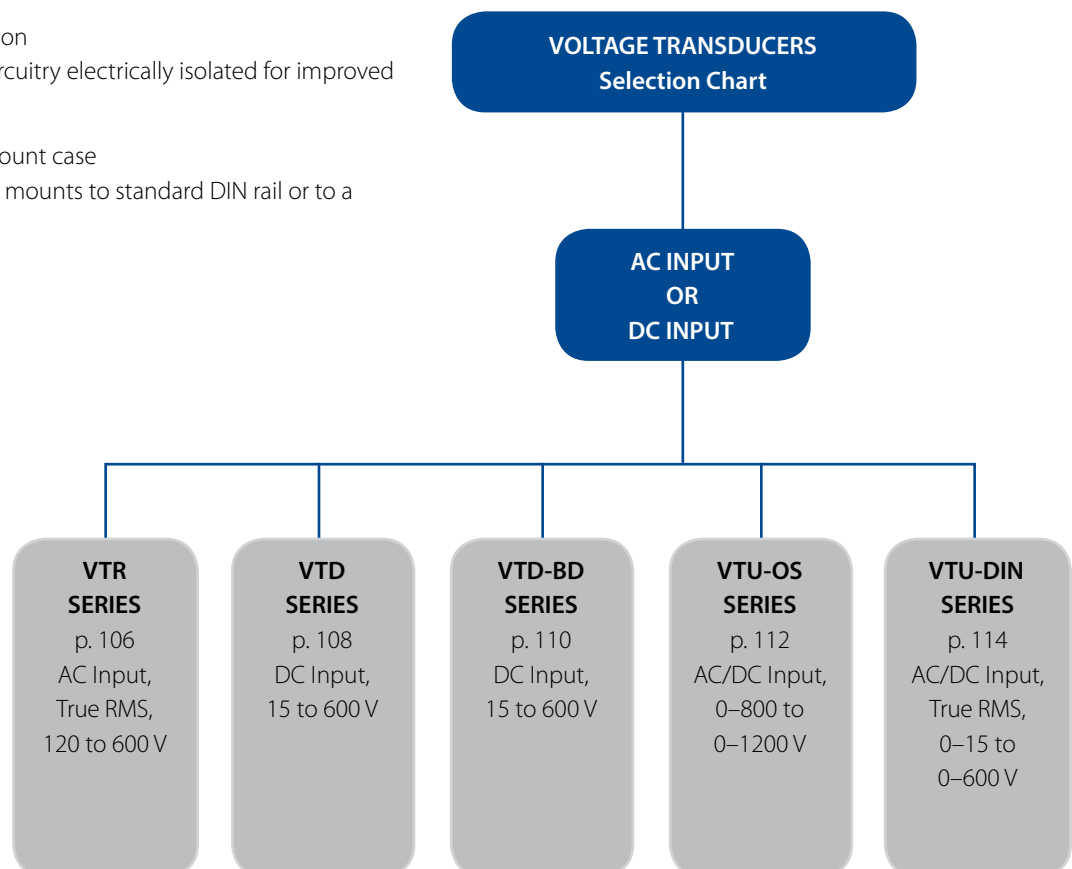 on
rcuitry electrically isolated for improved
ount case
mounts to standard DIN rail or to a
VOLTAGE TRANSDUCERS
Selection Chart
AC INPUT
OR
DC INPUT
VTR
SERIES
p. 106
AC Input,
True RMS,
120 to 600 V
VTD
SERIES
p. 108
DC Input,
15 to 600 V
VTD-BD
SERIES
p. 110
DC Input,
15 to 600 V
VTU-OS
SERIES
p. 112
AC/DC Input,
0–800 to
0–1200 V
VTU-DIN
SERIES
p. 114
AC/DC Input,
True RMS,
0–15 to
0–600 V